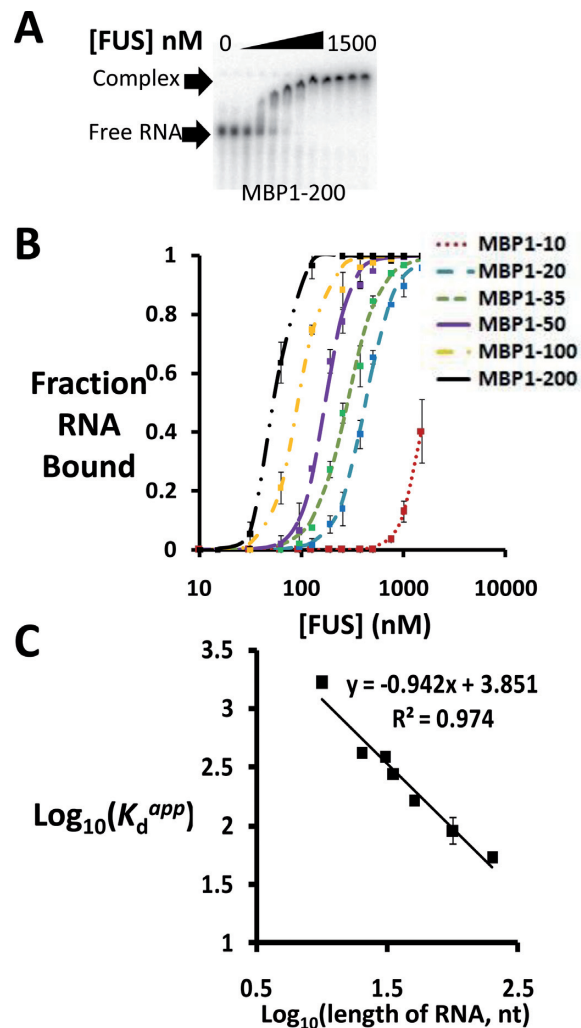 A
[FUS] nM 0 1500
Complex
Free RNA
MBP1-200
B
1
0.8
0.6
0.4
0.2
0
Fraction
RNA
Bound
10 100 1000 10000
[FUS] (nM)
MBP1-10
MBP1-20
MBP1-35
MBP1-50
MBP1-100
MBP1-200
C
3.5
3
2.5
2
1.5
1
y = -0.942x + 3.851
R² = 0.974
Log₁₀(K_d^app)
0.5 1.5 2.5
Log₁₀(length of RNA, nt)